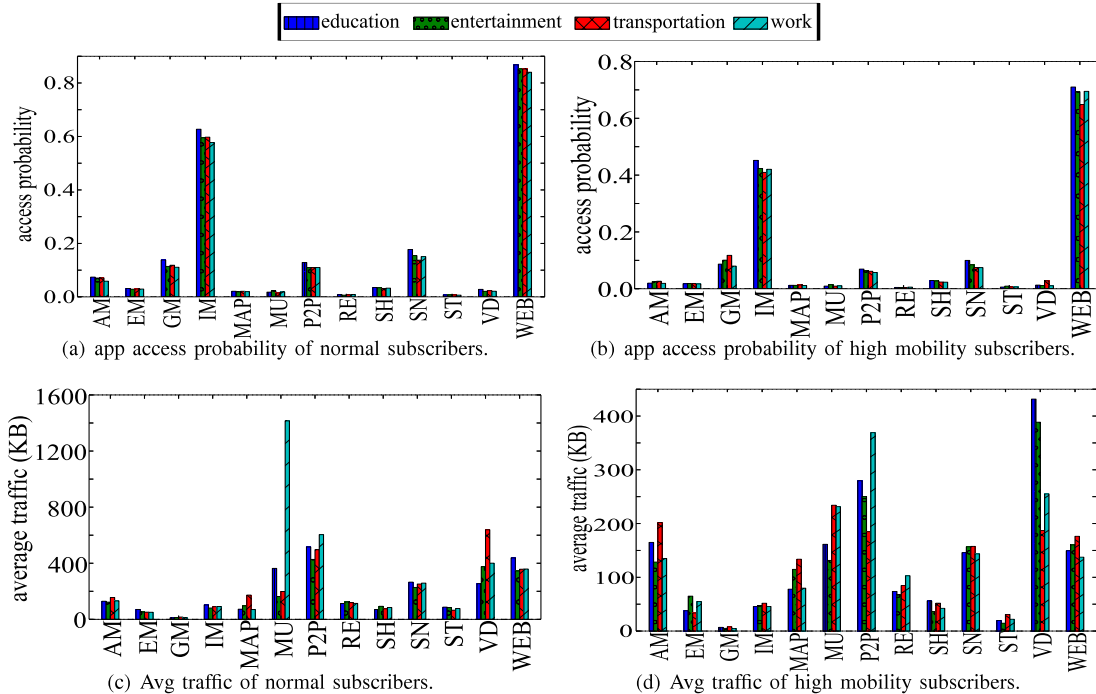 education entertainment transportation work
access probability
0.8
0.6
0.4
0.2
0.0
AM EM GM IM MAP MU P2P RE SH SN ST VD WEB
(a) app access probability of normal subscribers.
access probability
0.8
0.6
0.4
0.2
0.0
AM EM GM IM MAP MU P2P RE SH SN ST VD WEB
(b) app access probability of high mobility subscribers.
average traffic (KB)
1600
1200
800
400
0
AM EM GM IM MAP MU P2P RE SH SN ST VD WEB
(c) Avg traffic of normal subscribers.
average traffic (KB)
400
300
200
100
0
AM EM GM IM MAP MU P2P RE SH SN ST VD WEB
(d) Avg traffic of high mobility subscribers.